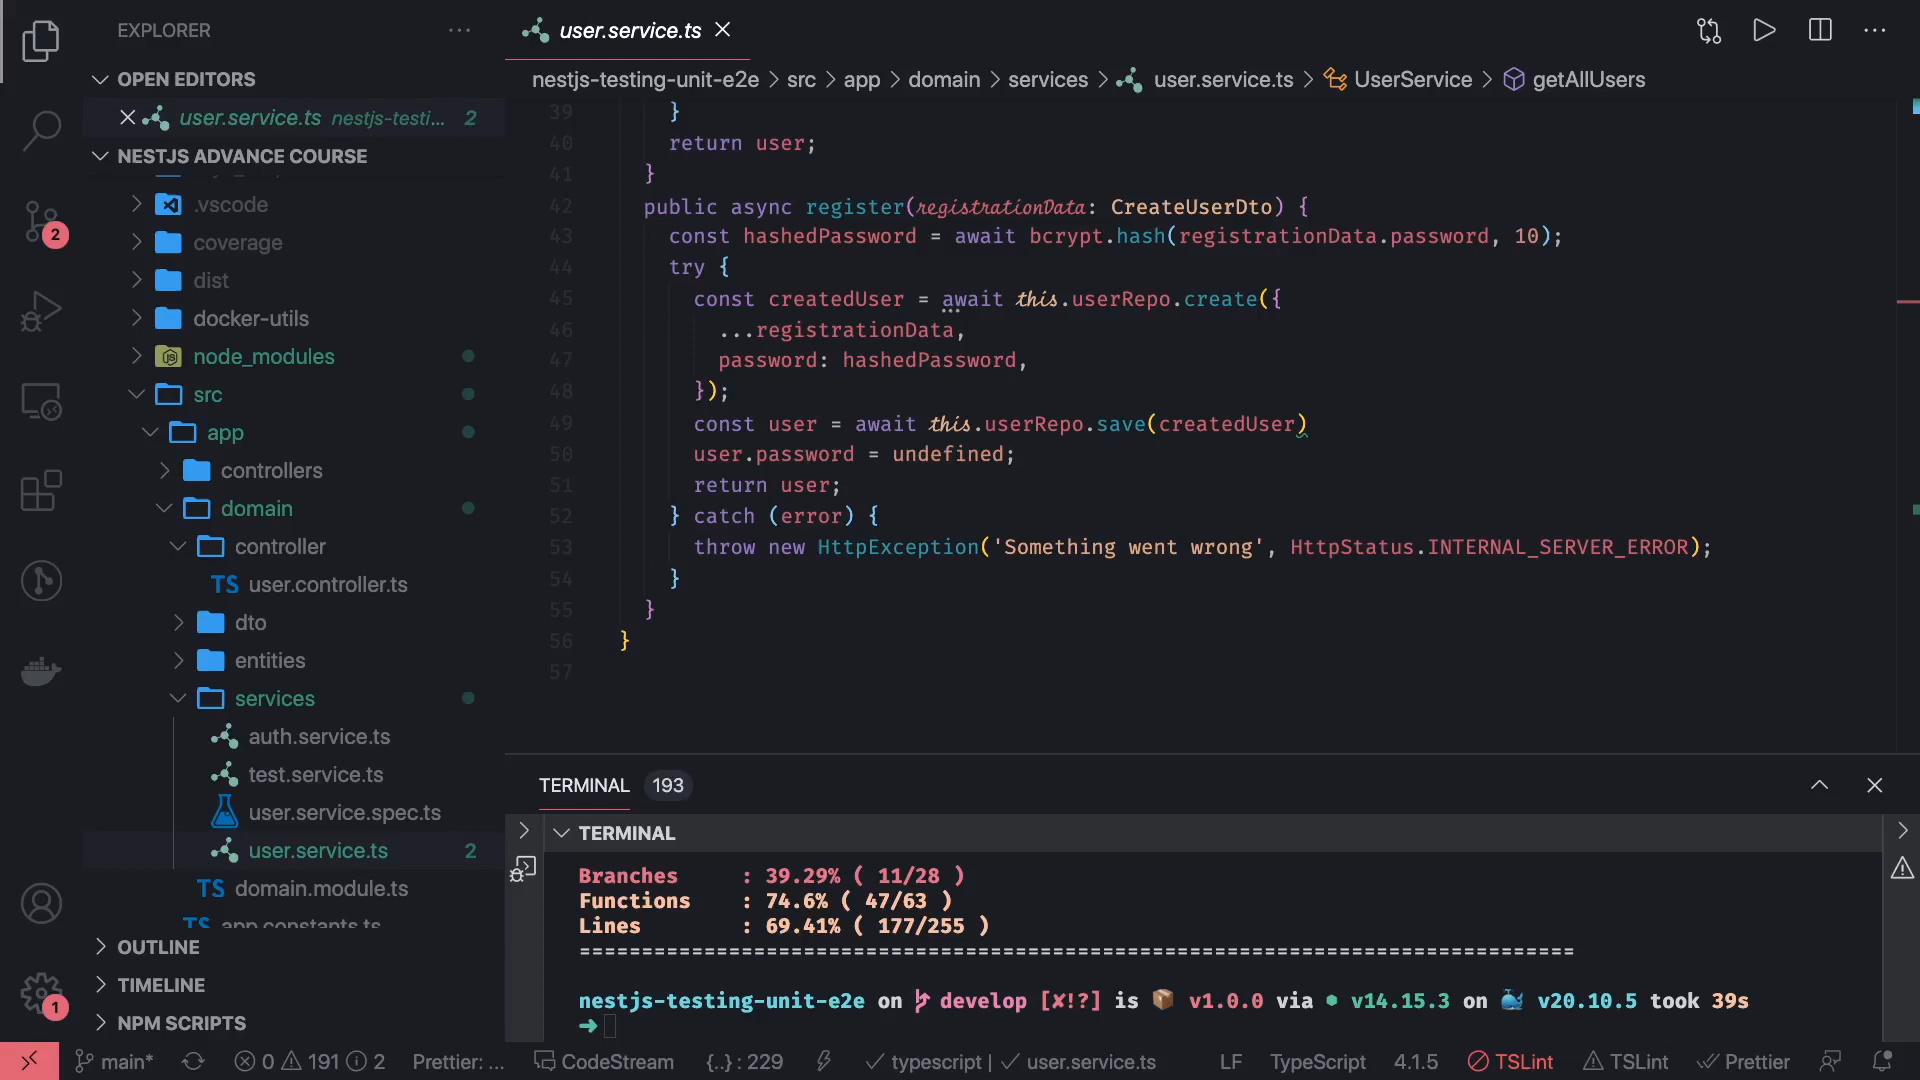 EXPLORER
OPEN EDITORS
user.service.ts nestjs-testi... 2
NESTJS ADVANCE COURSE
.vscode
coverage
dist
docker-utils
node_modules
src
app
controllers
domain
controller
TS user.controller.ts
dto
entities
services
auth.service.ts
test.service.ts
user.service.spec.ts
user.service.ts 2
TS domain.module.ts
TS app.constants.ts
OUTLINE
TIMELINE
NPM SCRIPTS
2
1
user.service.ts
nestjs-testing-unit-e2e > src > app > domain > services > user.service.ts > UserService > getAllUsers
39 }
40 return user;
41 }
42 public async register(registrationData: CreateUserDto) {
43 const hashedPassword = await bcrypt.hash(registrationData.password, 10);
44 try {
45 const createdUser = await this.userRepo.create({
46 ...registrationData,
47 password: hashedPassword,
48 });
49 const user = await this.userRepo.save(createdUser)
50 user.password = undefined;
51 return user;
52 } catch (error) {
53 throw new HttpException('Something went wrong', HttpStatus.INTERNAL_SERVER_ERROR);
54 }
55 }
56 }
57
TERMINAL 193
TERMINAL
Branches : 39.29% ( 11/28 )
Functions : 74.6% ( 47/63 )
Lines : 69.41% ( 177/255 )
================================================================================
nestjs-testing-unit-e2e on develop [✘!?] is 📦 v1.0.0 via ⬢ v14.15.3 on 🐳 v20.10.5 took 39s
➜
main* 0 191 2 Prettier: ... CodeStream {..} : 229 typescript | user.service.ts LF TypeScript 4.1.5 TSLint TSLint Prettier